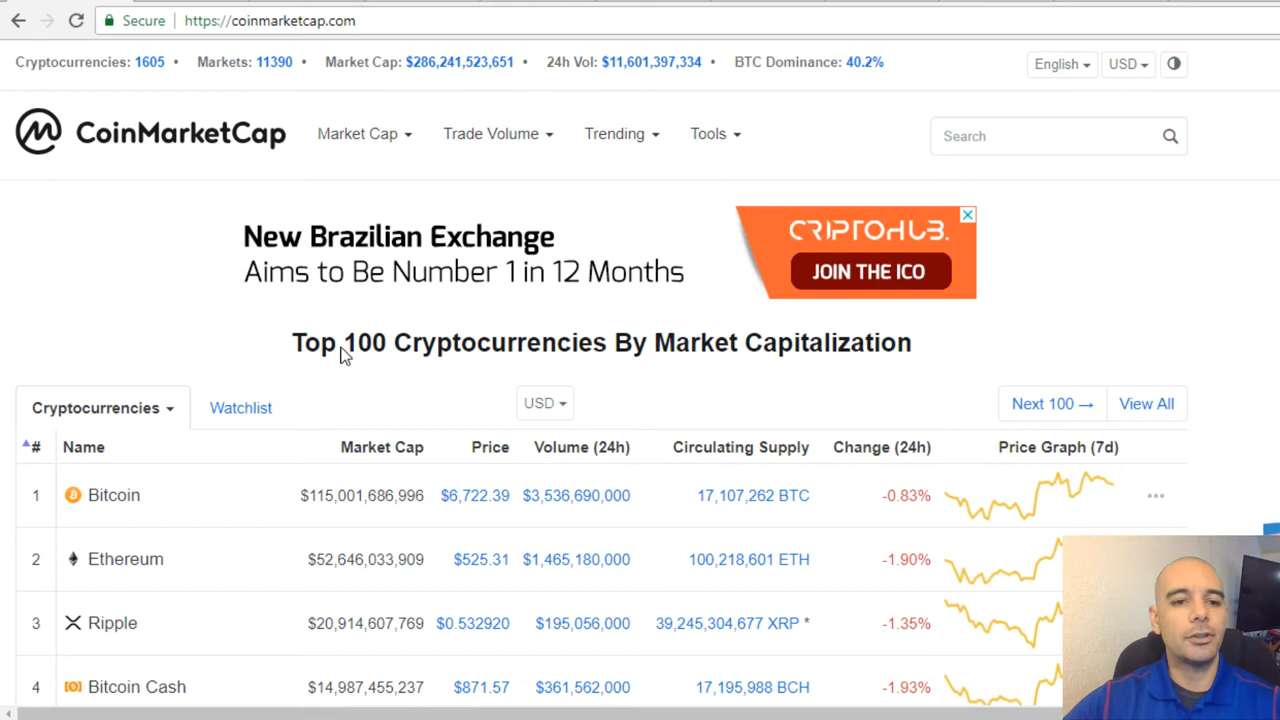 Secure https://coinmarketcap.com
Cryptocurrencies: 1605 • Markets: 11390 • Market Cap: $286,241,523,651 • 24h Vol: $11,601,397,334 • BTC Dominance: 40.2% English USD
CoinMarketCap Market Cap Trade Volume Trending Tools Search
New Brazilian Exchange
Aims to Be Number 1 in 12 Months
CRIPTOHUB.
JOIN THE ICO
Top 100 Cryptocurrencies By Market Capitalization
Cryptocurrencies Watchlist USD Next 100 → View All
# Name Market Cap Price Volume (24h) Circulating Supply Change (24h) Price Graph (7d)
1 Bitcoin $115,001,686,996 $6,722.39 $3,536,690,000 17,107,262 BTC -0.83%
2 Ethereum $52,646,033,909 $525.31 $1,465,180,000 100,218,601 ETH -1.90%
3 Ripple $20,914,607,769 $0.532920 $195,056,000 39,245,304,677 XRP * -1.35%
4 Bitcoin Cash $14,987,455,237 $871.57 $361,562,000 17,195,988 BCH -1.93%